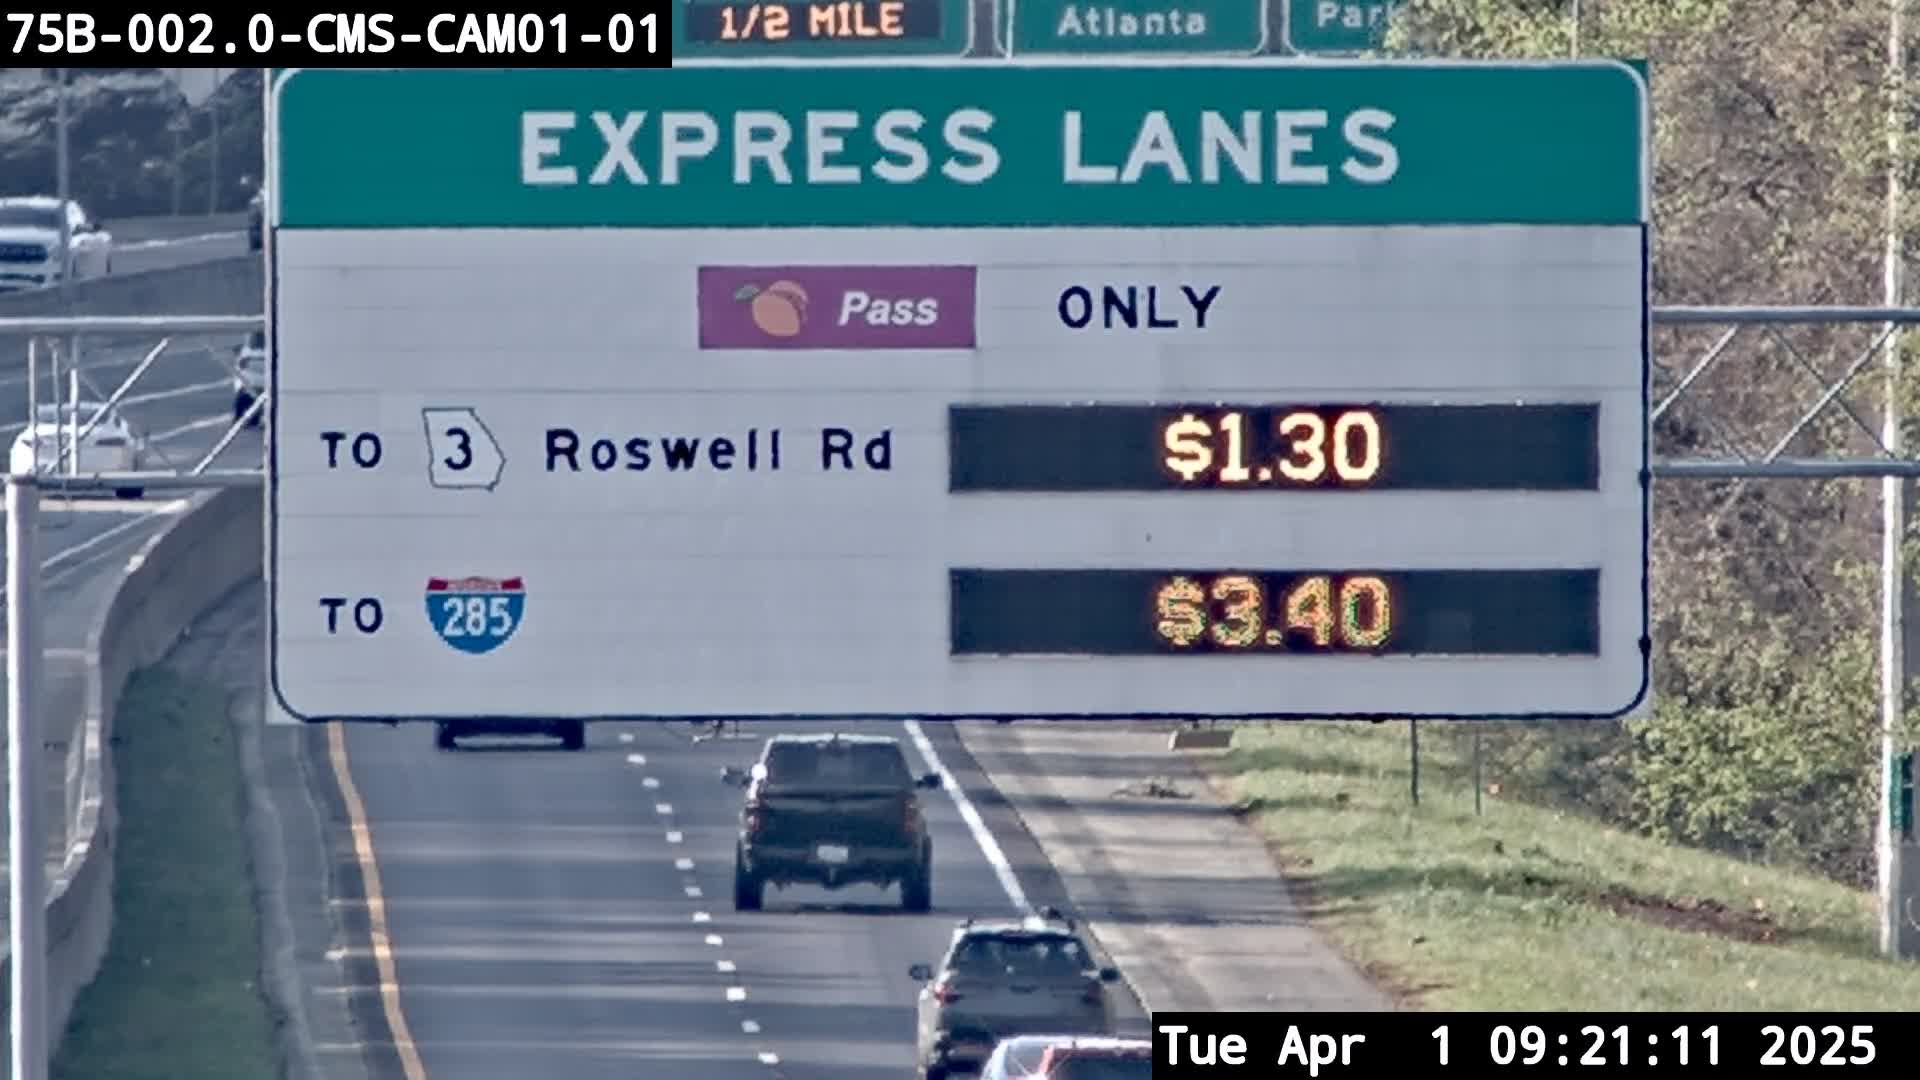 75B-002.0-CMS-CAM01-01
1/2 MILE
Atlanta
EXPRESS LANES
Pass ONLY
TO 3 Roswell Rd $1.30
TO 285 $3.40
Tue Apr 1 09:21:11 2025